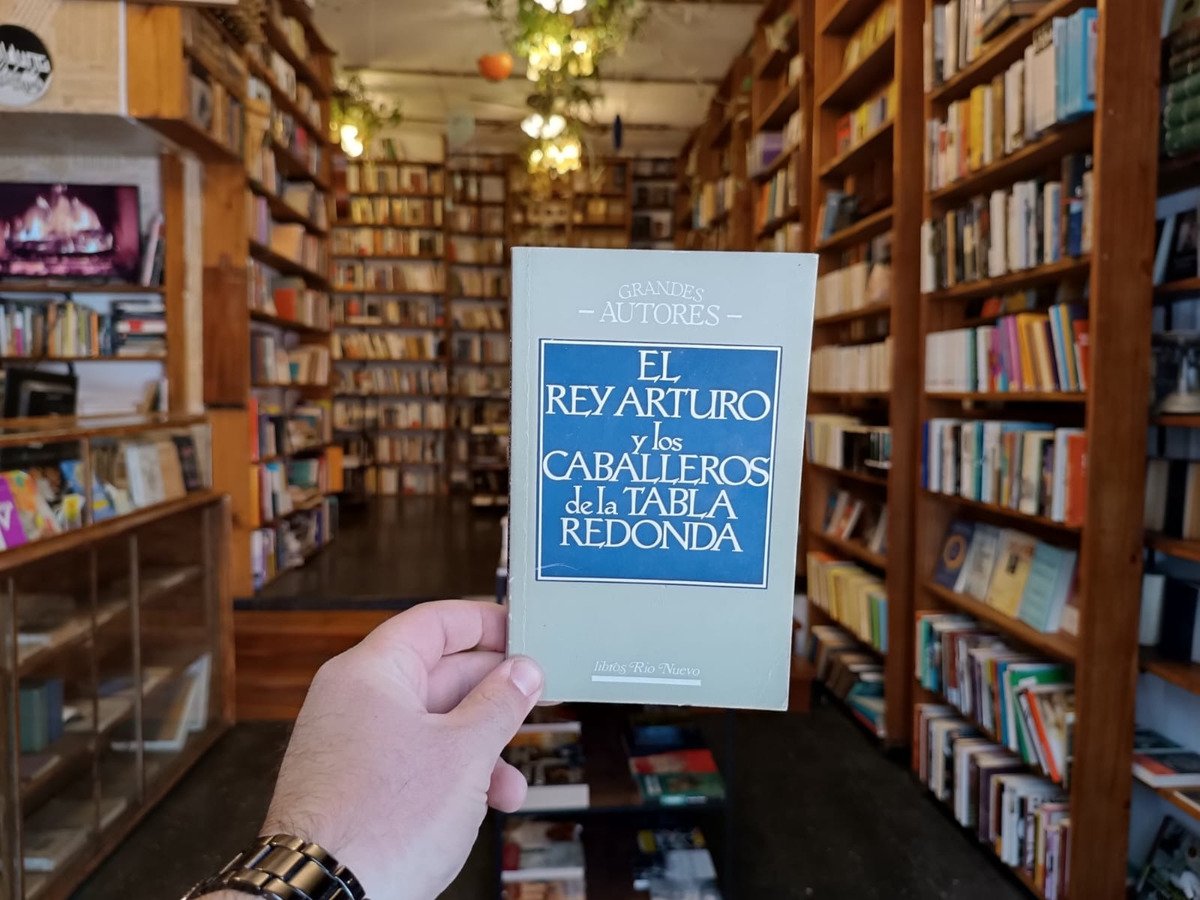 GRANDES
- AUTORES -
EL
REY ARTURO
y los
CABALLEROS
de la TABLA
REDONDA
libros Río Nuevo